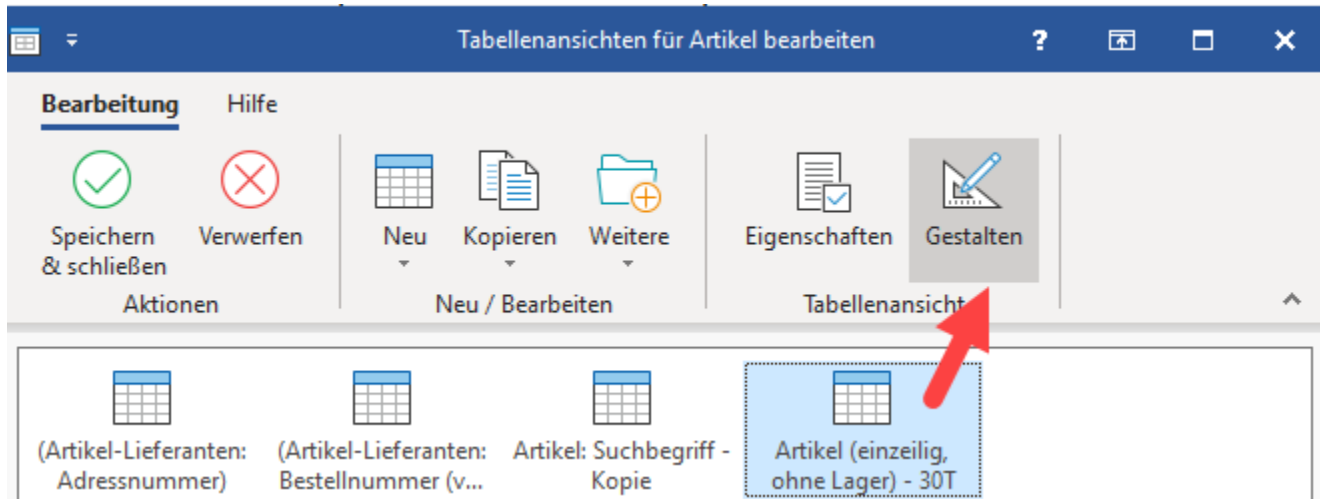 Tabellenansichten für Artikel bearbeiten ?
Bearbeitung Hilfe
Speichern Verwerfen Neu Kopieren Weitere Eigenschaften Gestalten
& schließen
Aktionen Neu / Bearbeiten Tabellenansicht
(Artikel-Lieferanten: (Artikel-Lieferanten: Artikel: Suchbegriff - Artikel (einzeilig,
Adressnummer) Bestellnummer (v... Kopie ohne Lager) - 30T